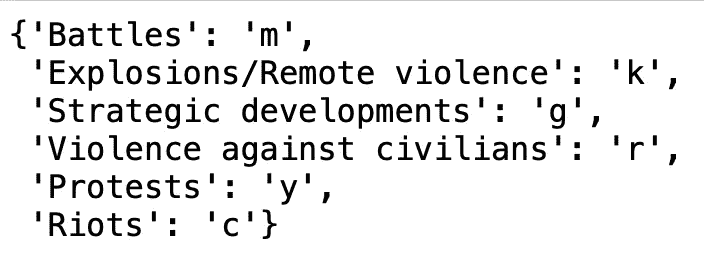 {'Battles': 'm',
 'Explosions/Remote violence': 'k',
 'Strategic developments': 'g',
 'Violence against civilians': 'r',
 'Protests': 'y',
 'Riots': 'c'}